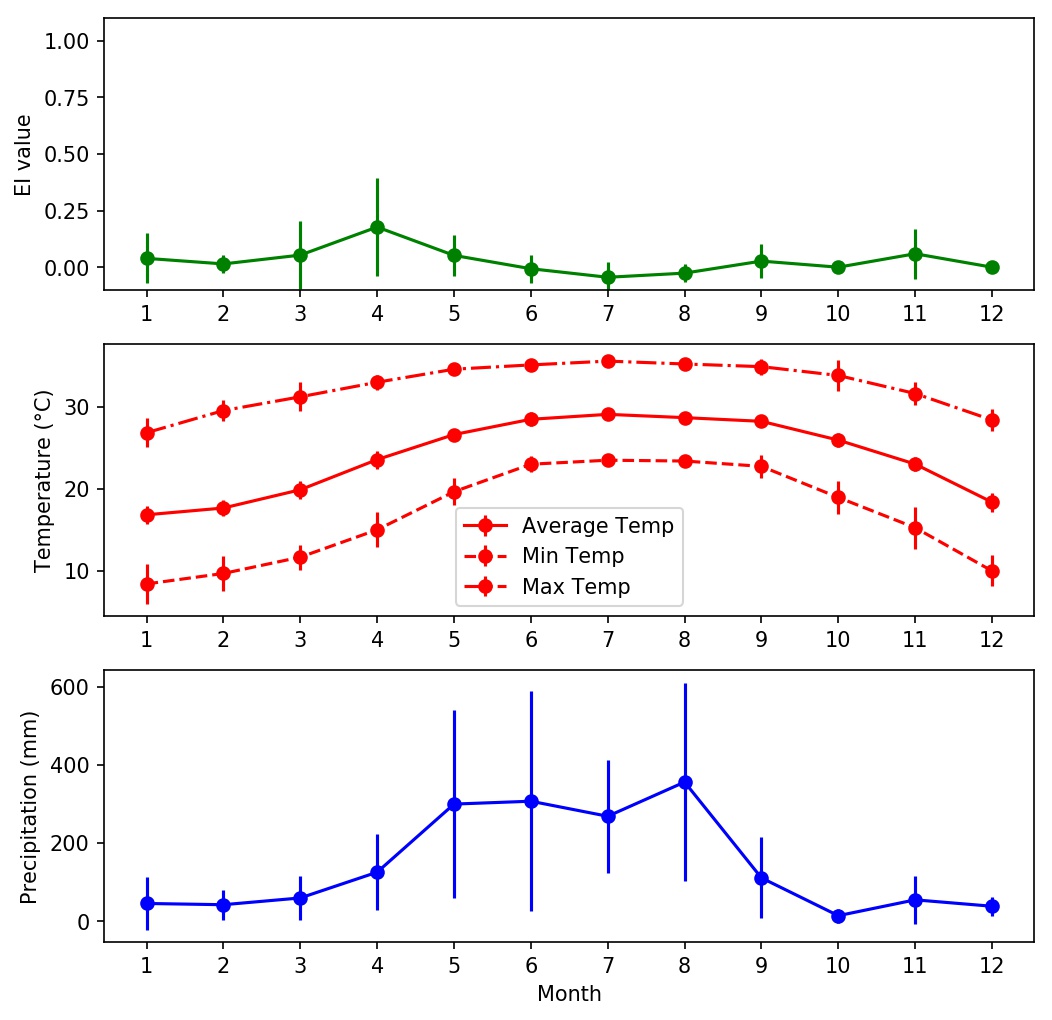 EI value
1.00
0.75
0.50
0.25
0.00
1 2 3 4 5 6 7 8 9 10 11 12
Temperature (°C)
30
20
10
Average Temp
Min Temp
Max Temp
1 2 3 4 5 6 7 8 9 10 11 12
Precipitation (mm)
600
400
200
0
1 2 3 4 5 6 7 8 9 10 11 12
Month